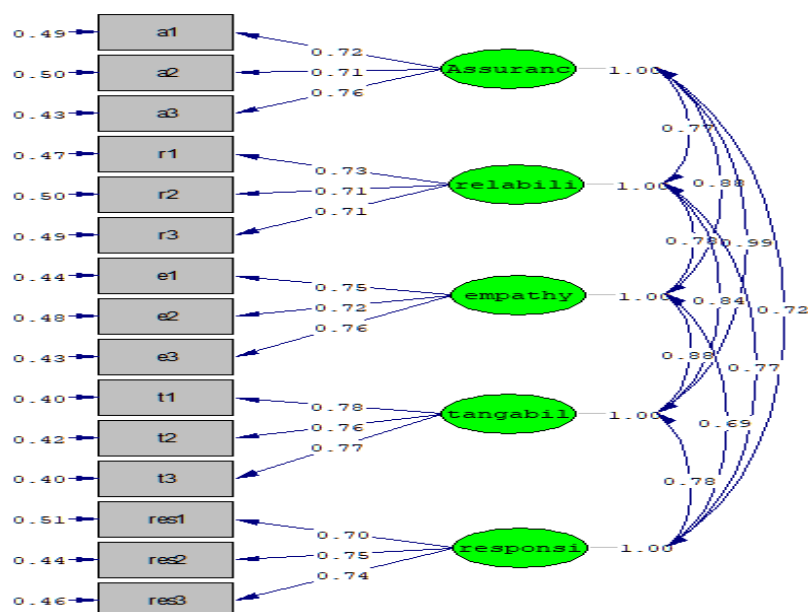 0.49 a1
0.72
Assuranc 1.00
0.50 a2 0.71
0.76
0.43 a3
0.77
0.47 r1
0.73
relabili 1.00 0.88
0.50 r2 0.71
0.71
0.49 r3
0.78 0.99
0.44 e1
0.75
empathy 1.00
0.84
0.72
0.48 e2 0.72
0.76
0.43 e3
0.88
0.77
0.40 t1
0.78
tangabil 1.00
0.69
0.42 t2 0.76
0.77
0.40 t3
0.78
0.51 res1
0.70
responsi 1.00
0.44 res2 0.75
0.74
0.46 res3